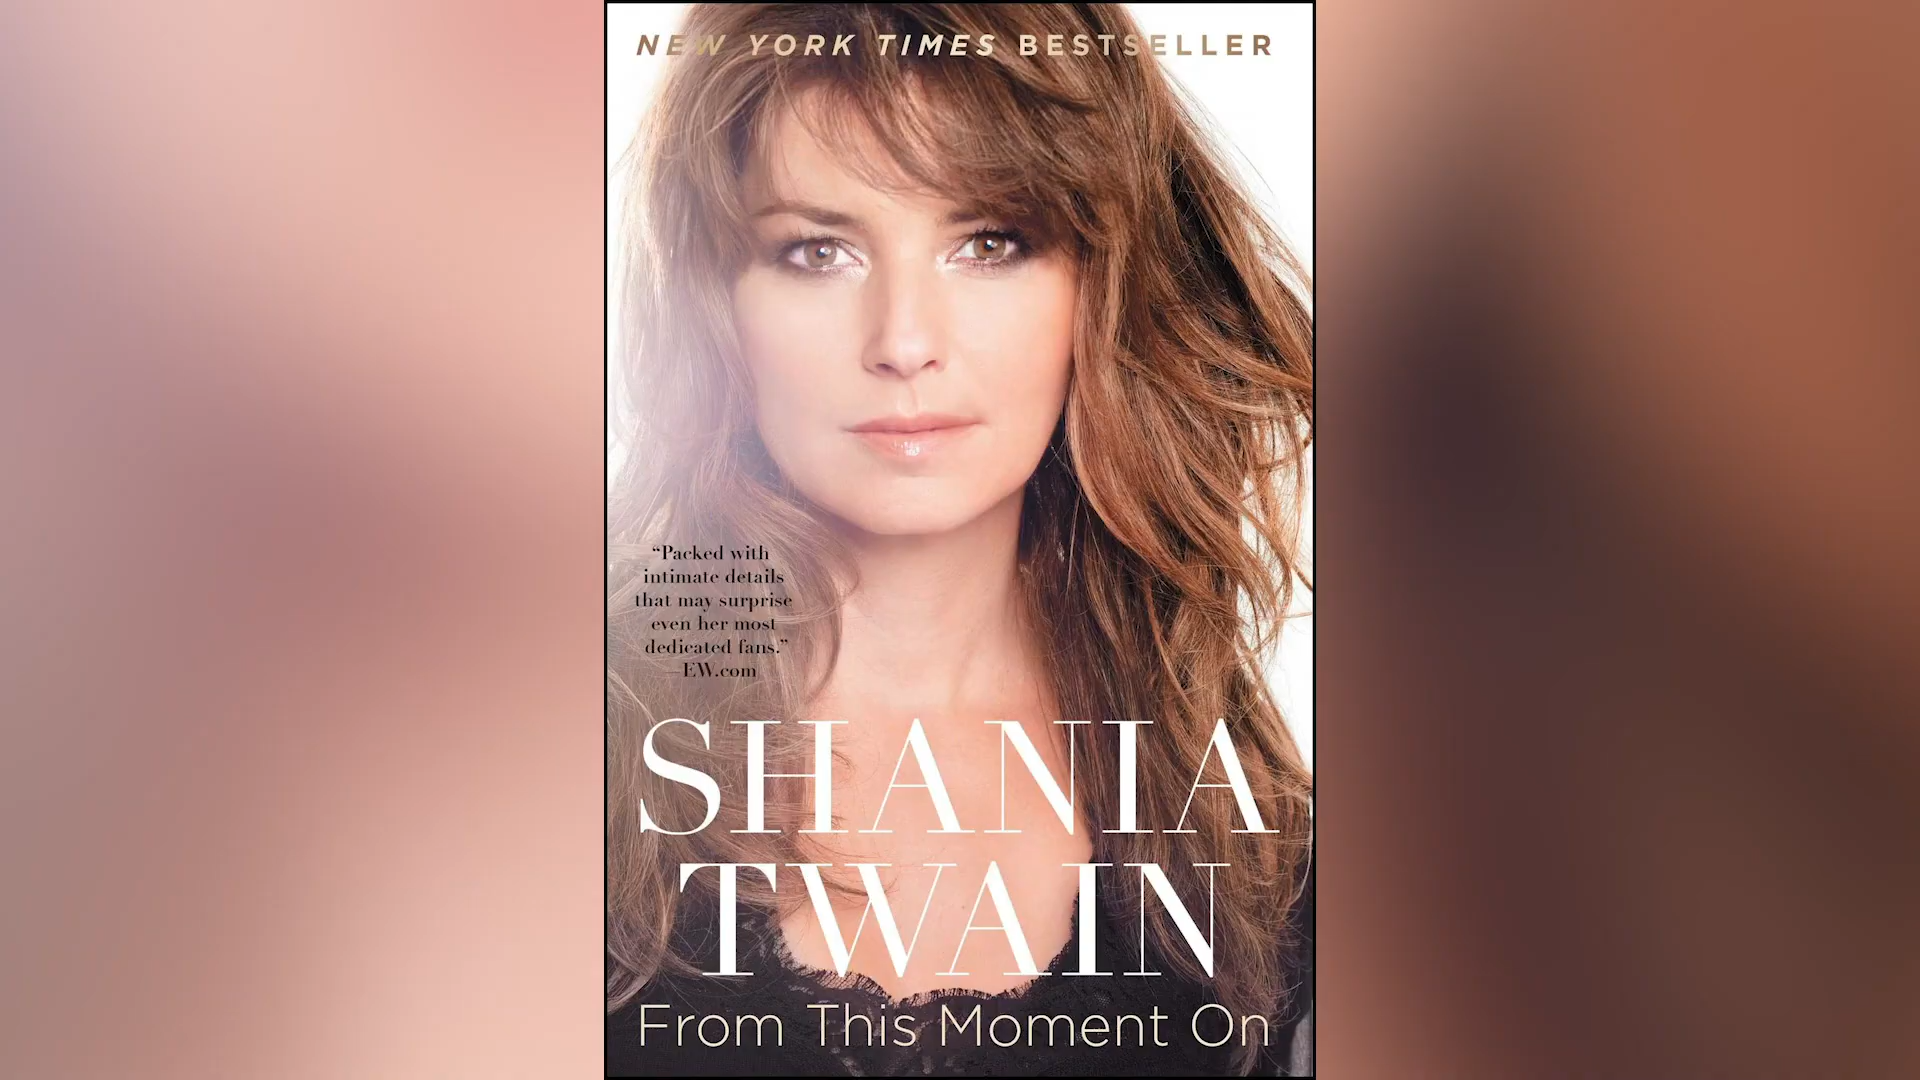 NEW YORK TIMES BESTSELLER
“Packed with
intimate details
that may surprise
even her most
dedicated fans.”
—EW.com
SHANIA
TWAIN
From This Moment On